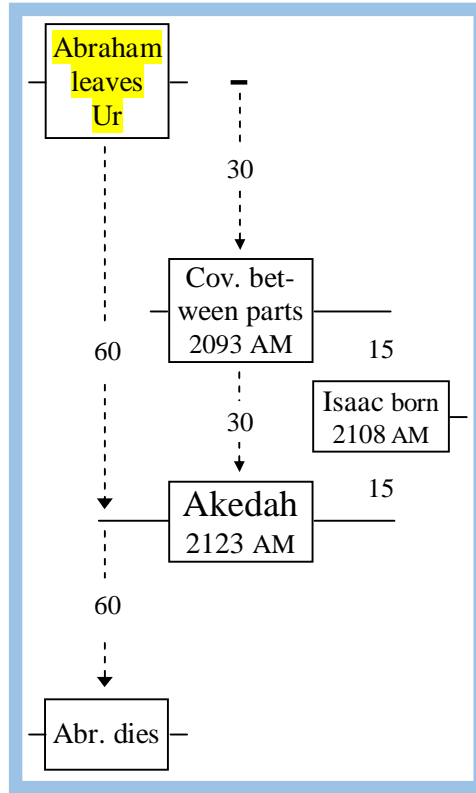 Abraham
leaves
Ur
30
Cov. bet-
ween parts
2093 AM
60
15
Isaac born
2108 AM
30
15
Akedah
2123 AM
60
Abr. dies